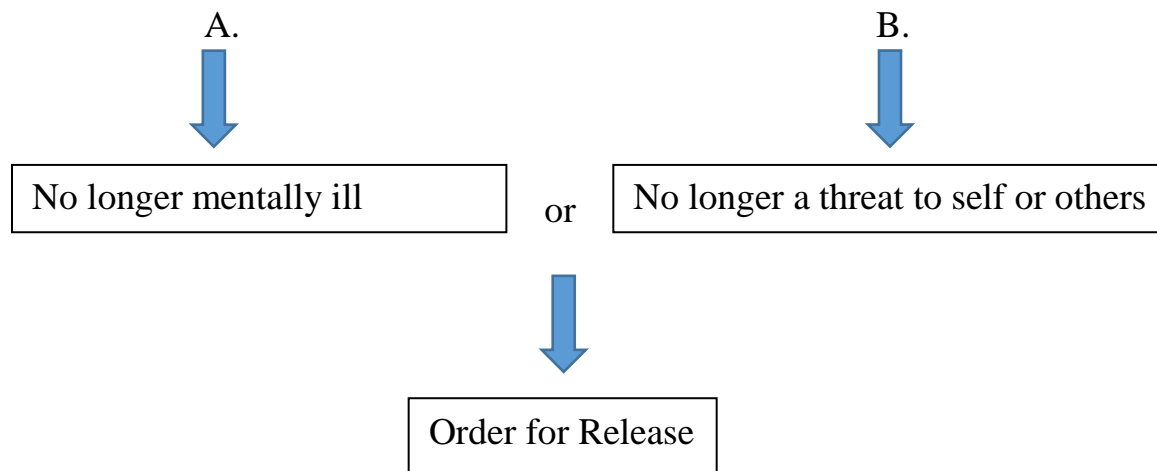 A.
B.
No longer mentally ill
or
No longer a threat to self or others
Order for Release